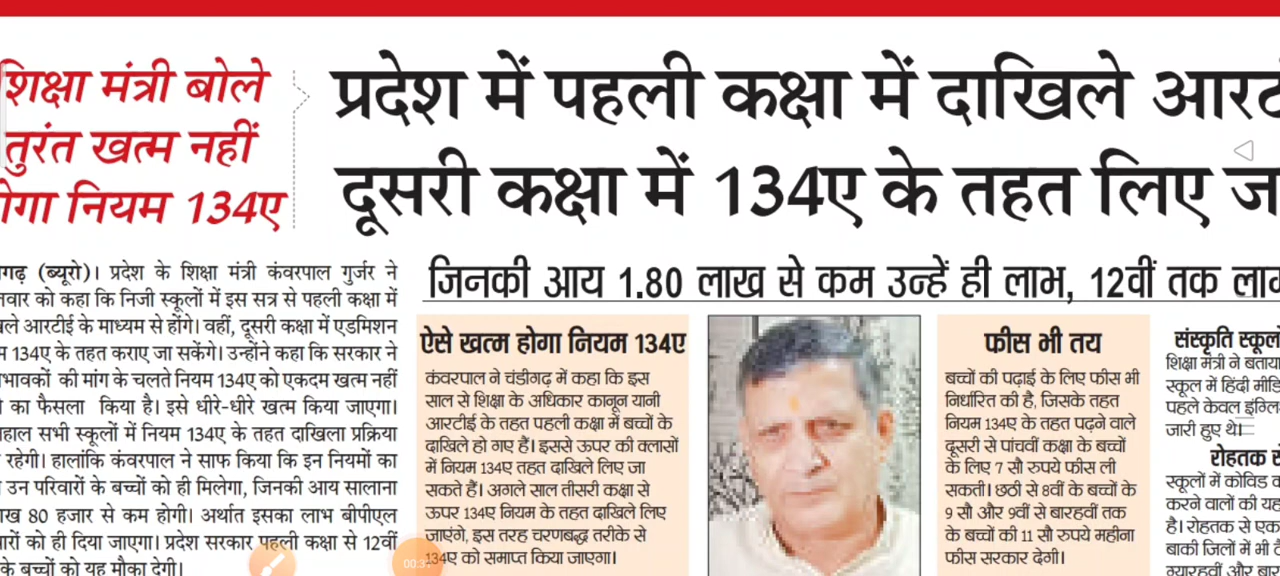 शिक्षा मंत्री बोले
तुरंत खत्म नहीं
नियम 134ए
प्रदेश में पहली कक्षा में दाखिले
दूसरी कक्षा में 134ए के तहत लिए
जिनकी आय 1.80 लाख से कम उन्हें ही लाभ, 12वीं तक
(ब्यूरो)। प्रदेश के शिक्षा मंत्री कंवरपाल गुर्जर ने
को कहा कि निजी स्कूलों में इस सत्र से पहली कक्षा में
आरटीई के माध्यम से होंगे। वहीं, दूसरी कक्षा में एडमिशन
134ए के तहत कराए जा सकेंगे। उन्होंने कहा कि सरकार ने
की मांग के चलते नियम 134ए को एकदम खत्म नहीं
का फैसला किया है। इसे धीरे-धीरे खत्म किया जाएगा।
सभी स्कूलों में नियम 134ए के तहत दाखिला प्रक्रिया
रहेगी। हालांकि कंवरपाल ने साफ किया कि इन नियमों का
उन परिवारों के बच्चों को ही मिलेगा, जिनकी आय सालाना
80 हजार से कम होगी। अर्थात इसका लाभ बीपीएल
को ही दिया जाएगा। प्रदेश सरकार पहली कक्षा से 12वीं
के बच्चों को यह मौका देगी।
ऐसे खत्म होगा नियम 134ए
कंवरपाल ने चंडीगढ़ में कहा कि इस
साल से शिक्षा के अधिकार कानून यानी
आरटीई के तहत पहली कक्षा में बच्चों के
दाखिले हो गए हैं। इससे ऊपर की क्लासों
में नियम 134ए तहत दाखिले लिए जा
सकते हैं। अगले साल तीसरी कक्षा से
ऊपर 134ए नियम के तहत दाखिले लिए
जाएंगे, इस तरह चरणबद्ध तरीके से
134ए को समाप्त किया जाएगा।
00:37
फीस भी तय
बच्चों की पढ़ाई के लिए फीस भी
निर्धारित की है, जिसके तहत
नियम 134ए के तहत पढ़ने वाले
दूसरी से पांचवीं कक्षा के बच्चों
के लिए 7 सौ रुपये फीस ली
सकती। छठी से 8वीं के बच्चों के
9 सौ और 9वीं से बारहवीं तक
के बच्चों की 11 सौ रुपये महीना
फीस सरकार देगी।
संस्कृति
शिक्षा मंत्री ने
स्कूल में हिंदी
पहले केवल
जारी हुए थे।
रोहतक
स्कूलों में कोविड
करने वालों की
है। रोहतक से
बाकी जिलों में भी
ग्यारहवीं और